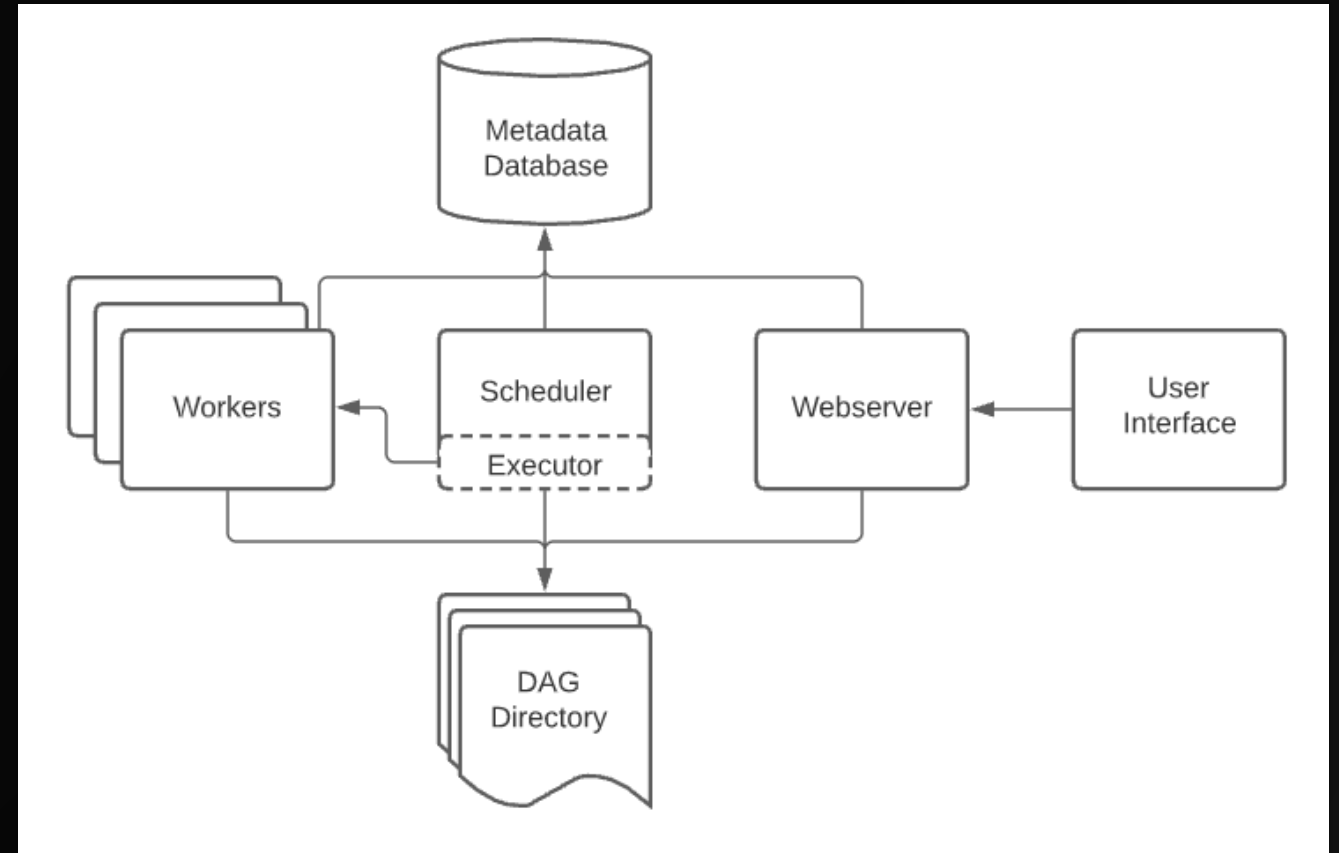 Metadata
Database
Workers
Scheduler
Executor
Webserver
User
Interface
DAG
Directory